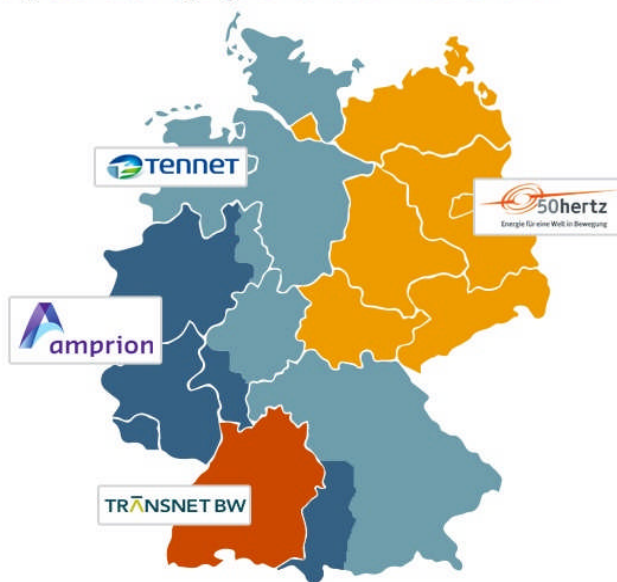 TENNET
50hertz
Energie für eine Welt in Bewegung
amprion
TRANSNET BW